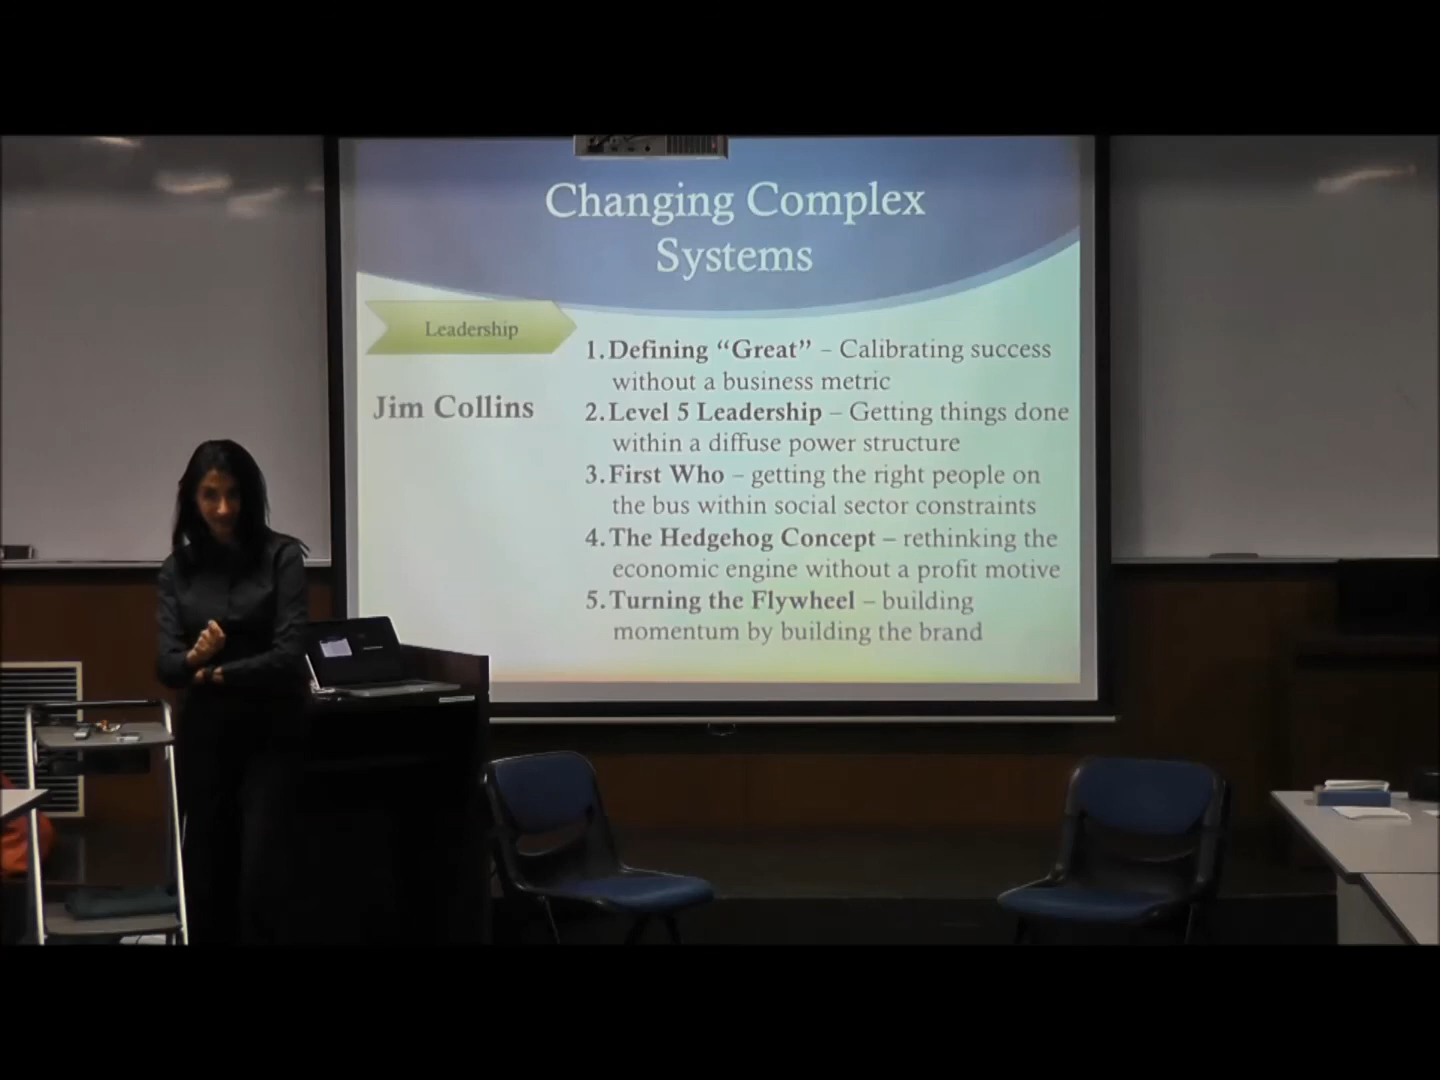 Changing Complex
Systems
Leadership
Jim Collins
1. Defining “Great” – Calibrating success
without a business metric
2. Level 5 Leadership – Getting things done
within a diffuse power structure
3. First Who – getting the right people on
the bus within social sector constraints
4. The Hedgehog Concept – rethinking the
economic engine without a profit motive
5. Turning the Flywheel – building
momentum by building the brand